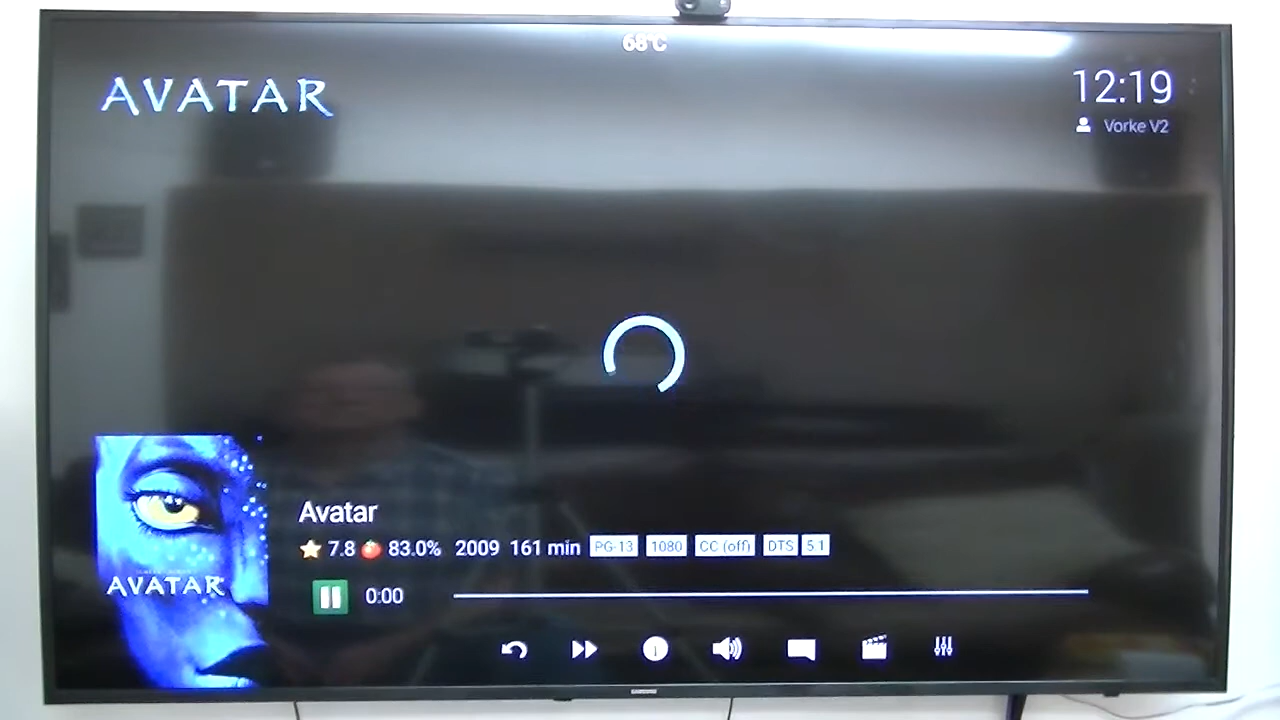 68°C
AVATAR
12:19
Vorke V2
AVATAR
Avatar
7.8 83.0% 2009 161 min PG-13 1080 CC (off) DTS 5.1
0:00